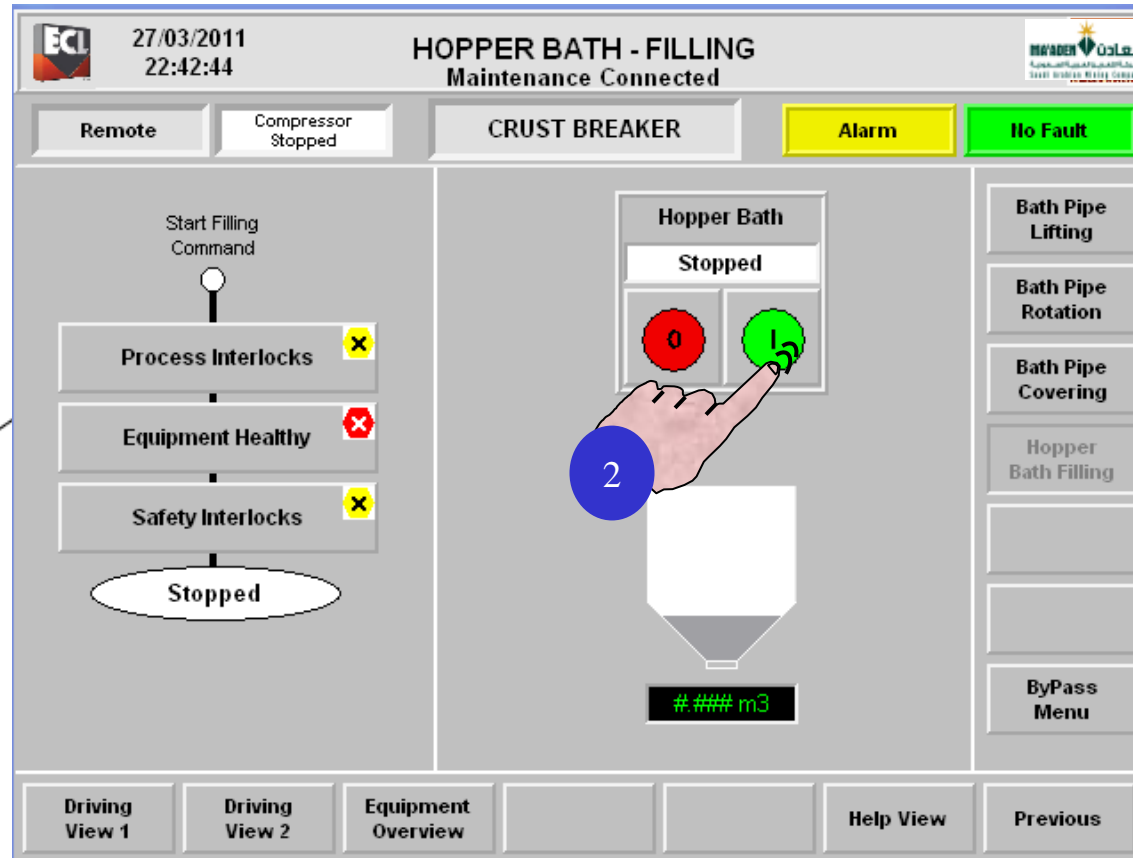 ECL
27/03/2011
22:42:44
HOPPER BATH - FILLING
Maintenance Connected
MA'ADEN
Remote
Compressor
Stopped
CRUST BREAKER
Alarm
No Fault
Start Filling
Command
Process Interlocks
Equipment Healthy
Safety Interlocks
Stopped
Hopper Bath
Stopped
0
I
2
#.### m3
Bath Pipe
Lifting
Bath Pipe
Rotation
Bath Pipe
Covering
Hopper
Bath Filling
ByPass
Menu
Driving
View 1
Driving
View 2
Equipment
Overview
Help View
Previous